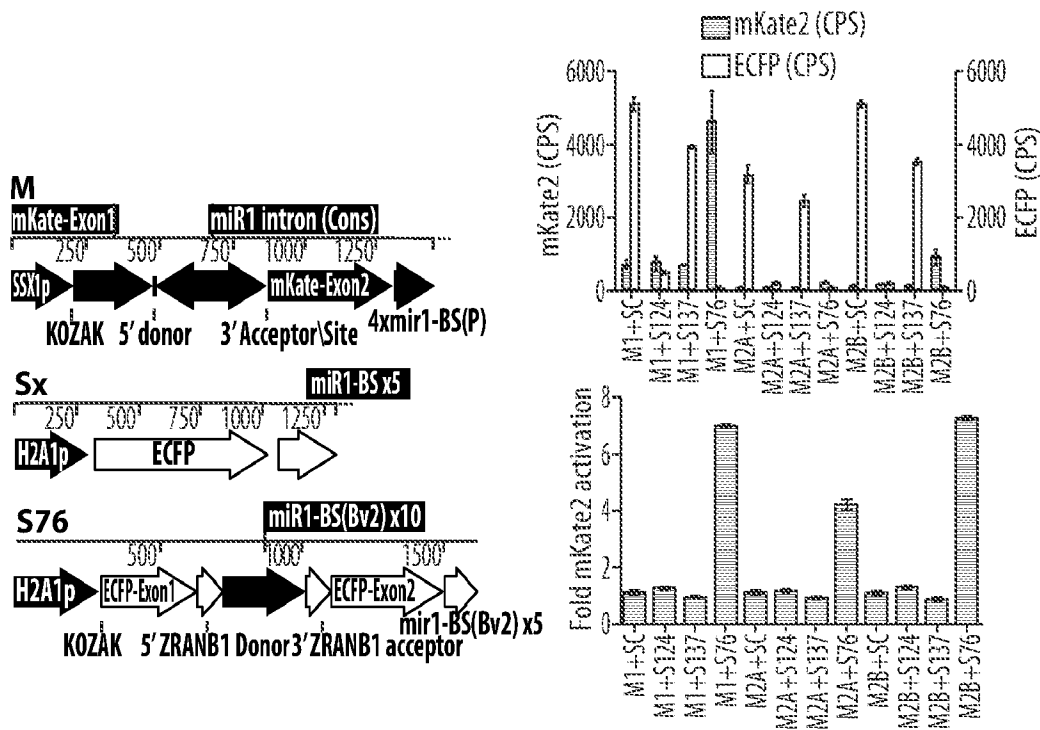 M
mKate-Exon1 miR1 intron (Cons)
250' 500' 750' 1000' 1250'
SSX1p mKate-Exon2
KOZAK 5' donor 3' Acceptor\Site 4xmir1-BS(P)
Sx
miR1-BS x5
250' 500' 750' 1000' 1250'
H2A1p ECFP
S76
miR1-BS(Bv2) x10
500' 1000' 1500'
H2A1p ECFP-Exon1 ECFP-Exon2
mir1-BS(Bv2) x5
KOZAK 5' ZRANB1 Donor 3' ZRANB1 acceptor
mKate2 (CPS)
ECFP (CPS)
mKate2 (CPS)
6000
4000
2000
0
6000
4000
2000
0
ECFP (CPS)
M1+SC
M1+S124
M1+S137
M1+S76
M2A+SC
M2A+S124
M2A+S137
M2A+S76
M2B+SC
M2B+S124
M2B+S137
M2B+S76
Fold mKate2 activation
8
6
4
2
0
M1+SC
M1+S124
M1+S137
M1+S76
M2A+SC
M2A+S124
M2A+S137
M2A+S76
M2B+SC
M2B+S124
M2B+S137
M2B+S76